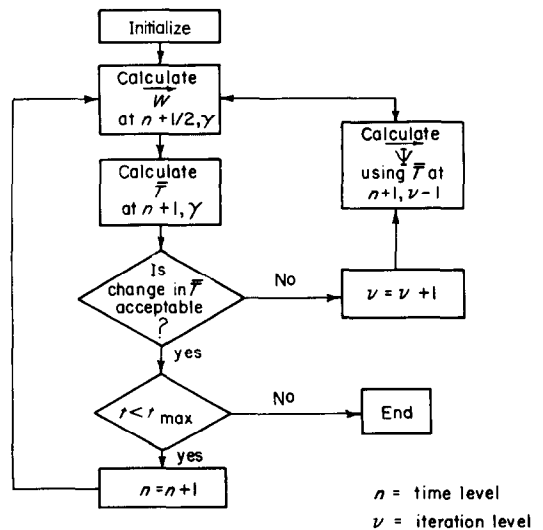 Initialize
Calculate
W
at n+1/2,γ
Calculate
T̅
at n+1,γ
Is
change in T̅
acceptable
?
No
ν = ν +1
Calculate
Ψ
using T̅ at
n+1, ν-1
yes
t < t max
No
End
yes
n = n+1
n = time level
ν = iteration level